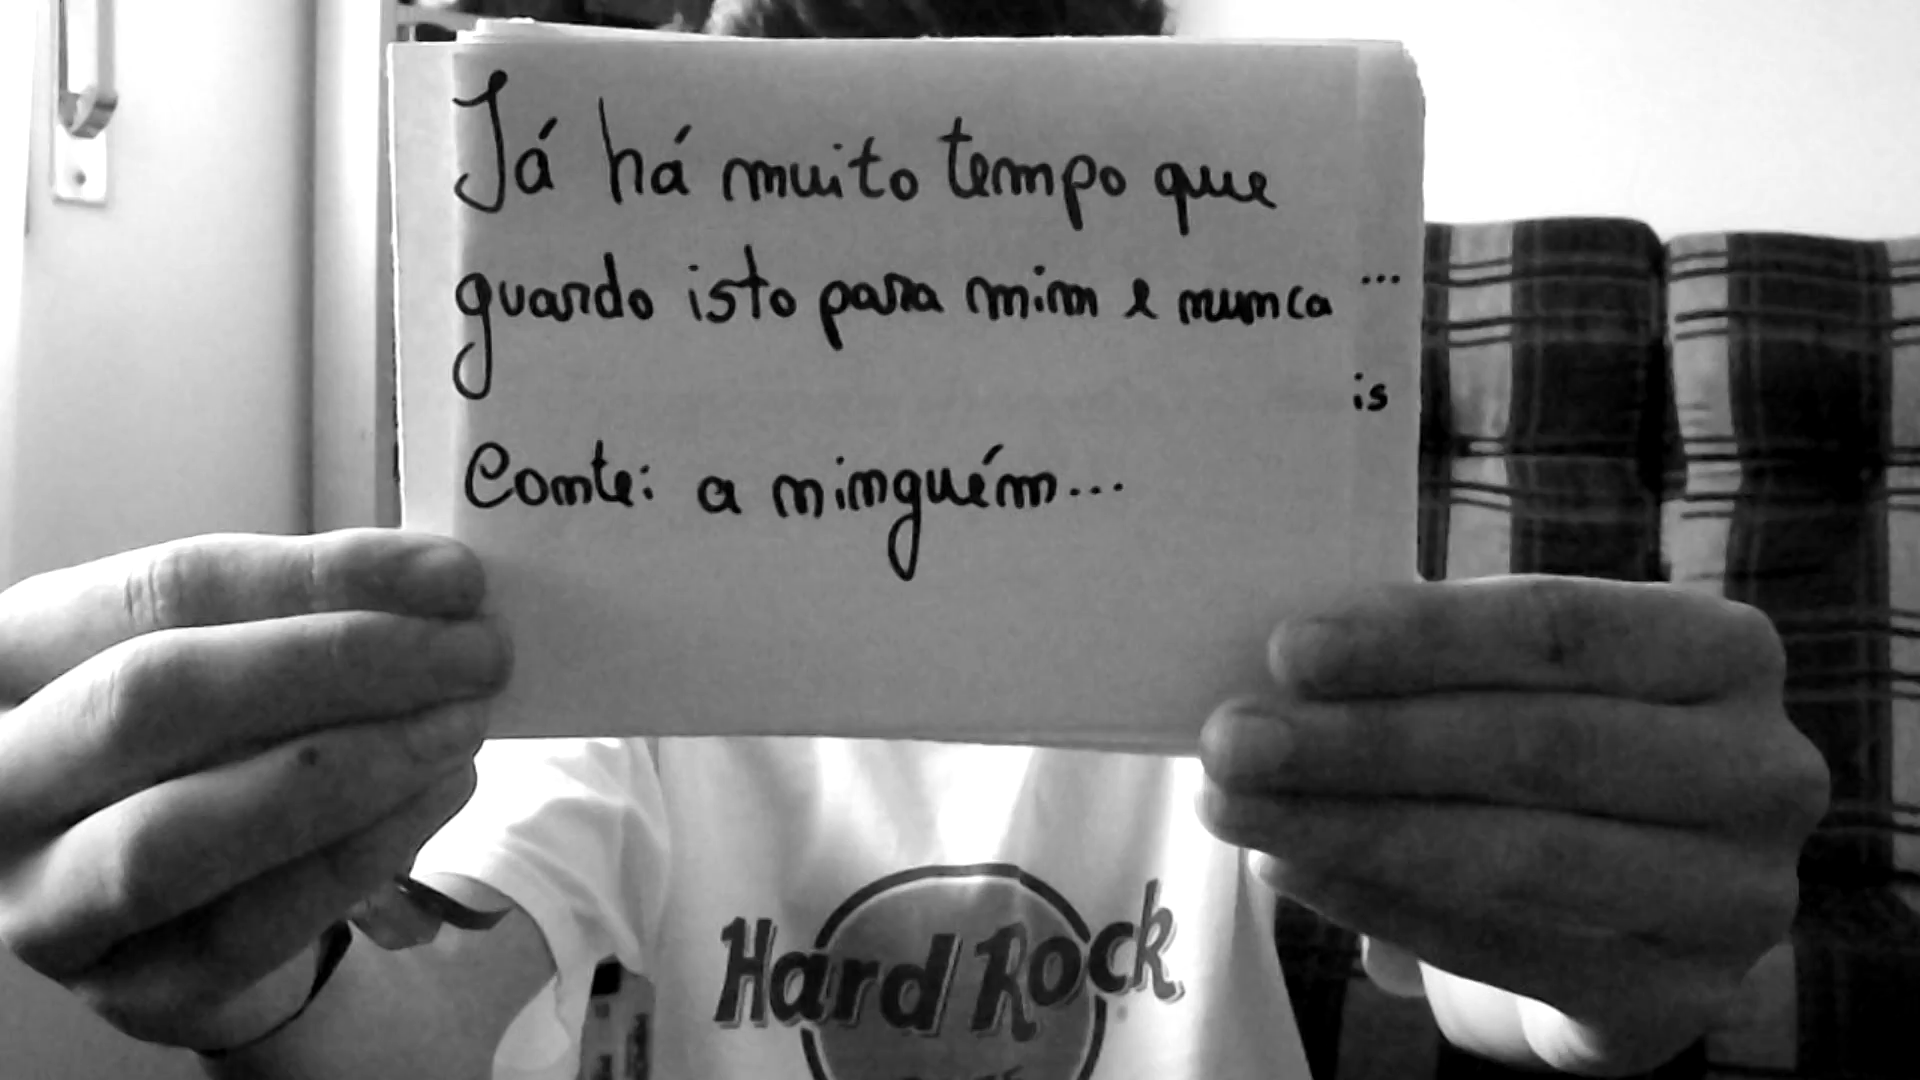 Já há muito tempo que
guardo isto para mim e nunca
...
is
Contei a ninguém...
Hard Rock